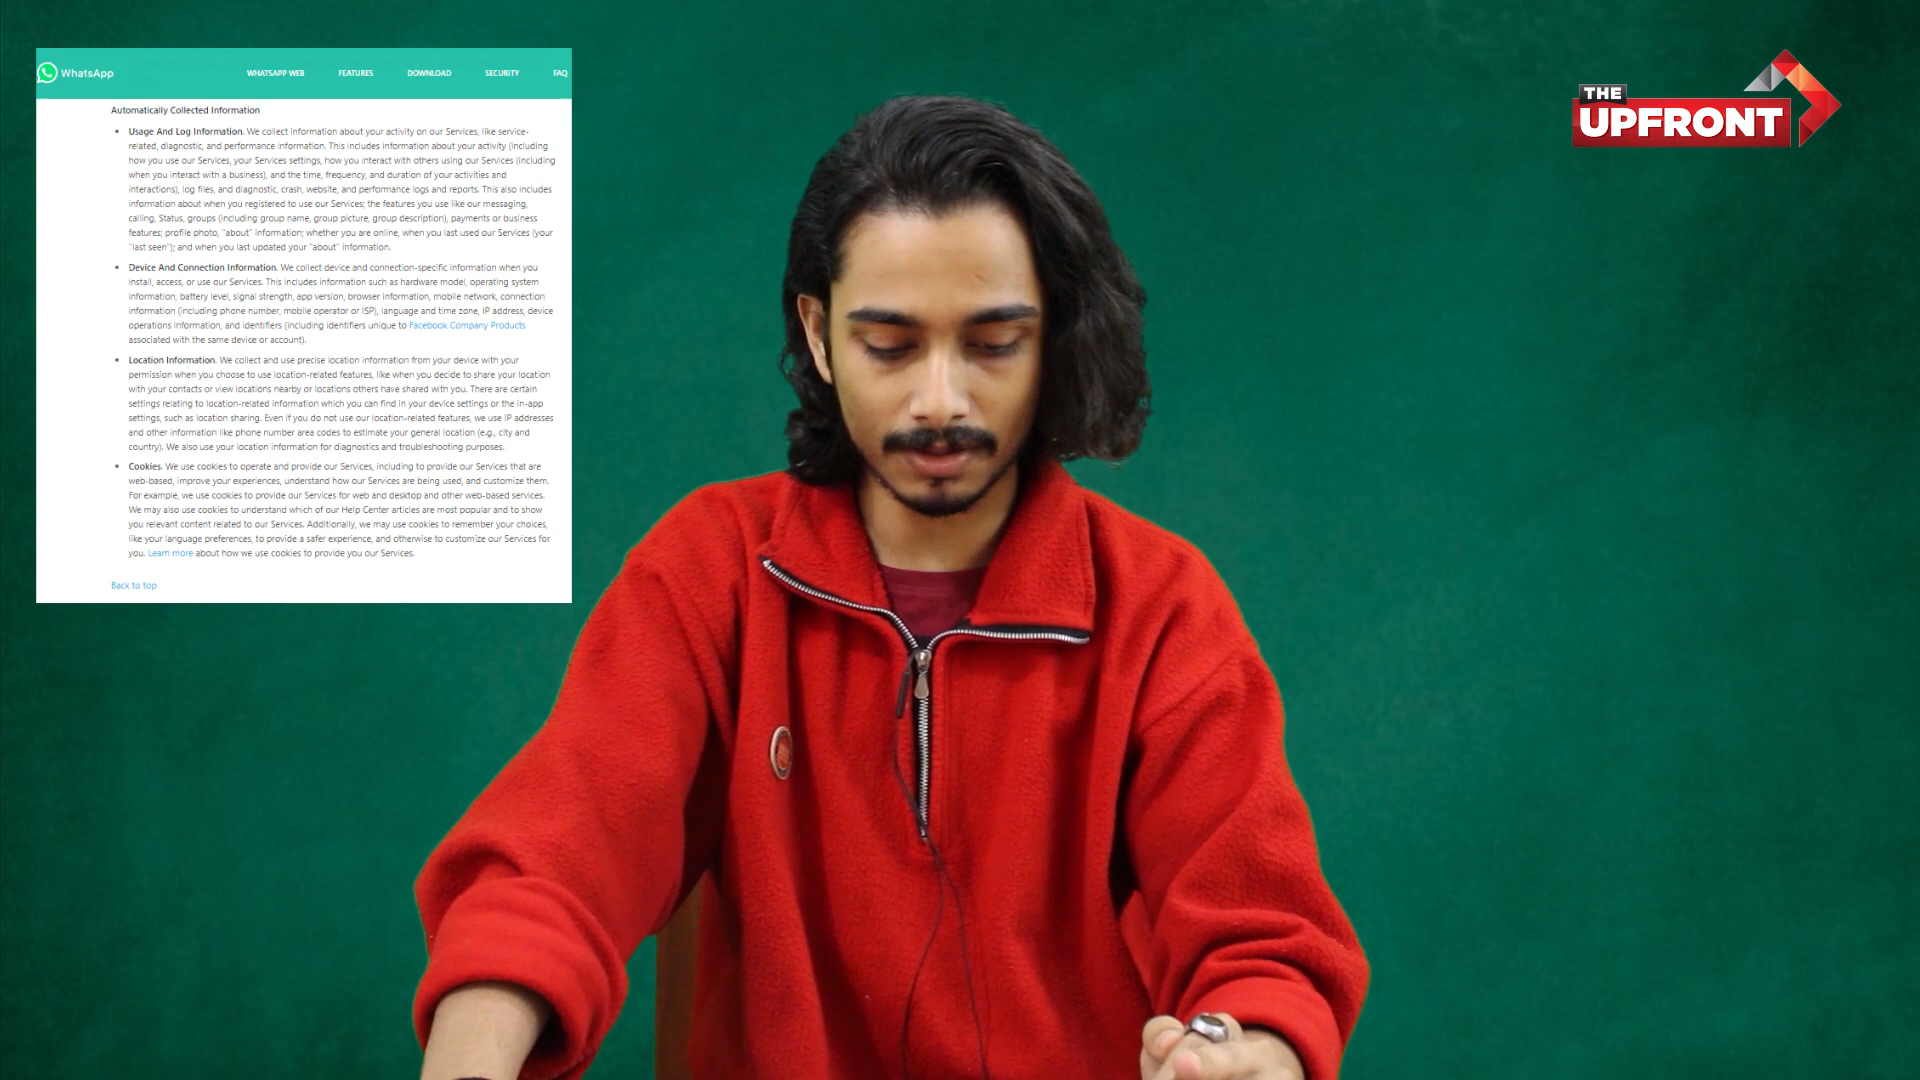 WhatsApp
WHATSAPP WEB FEATURES DOWNLOAD SECURITY FAQ
Automatically Collected Information
Usage And Log Information. We collect information about your activity on our Services, like service-
related, diagnostic, and performance information. This includes information about your activity (including
how you use our Services, your Services settings, how you interact with others using our Services (including
when you interact with a business), and the time, frequency, and duration of your activities and
interactions), log files, and diagnostic, crash, website, and performance logs and reports. This also includes
information about when you registered to use our Services; the features you use like our messaging,
calling, Status, groups (including group name, group picture, group description), payments or business
features; profile photo, "about" information; whether you are online, when you last used our Services (your
"last seen"); and when you last updated your "about" information.
Device And Connection Information. We collect device and connection-specific information when you
install, access, or use our Services. This includes information such as hardware model, operating system
information, battery level, signal strength, app version, browser information, mobile network, connection
information (including phone number, mobile operator or ISP), language and time zone, IP address, device
operations information, and identifiers (including identifiers unique to Facebook Company Products
associated with the same device or account).
Location Information. We collect and use precise location information from your device with your
permission when you choose to use location-related features, like when you decide to share your location
with your contacts or view locations nearby or locations others have shared with you. There are certain
settings relating to location-related information which you can find in your device settings or the in-app
settings, such as location sharing. Even if you do not use our location-related features, we use IP addresses
and other information like phone number area codes to estimate your general location (e.g., city and
country). We also use your location information for diagnostics and troubleshooting purposes.
Cookies. We use cookies to operate and provide our Services, including to provide our Services that are
web-based, improve your experiences, understand how our Services are being used, and customize them.
For example, we use cookies to provide our Services for web and desktop and other web-based services.
We may also use cookies to understand which of our Help Center articles are most popular and to show
you relevant content related to our Services. Additionally, we may use cookies to remember your choices,
like your language preferences, to provide a safer experience, and otherwise to customize our Services for
you. Learn more about how we use cookies to provide you our Services.
Back to top
THE
UPFRONT